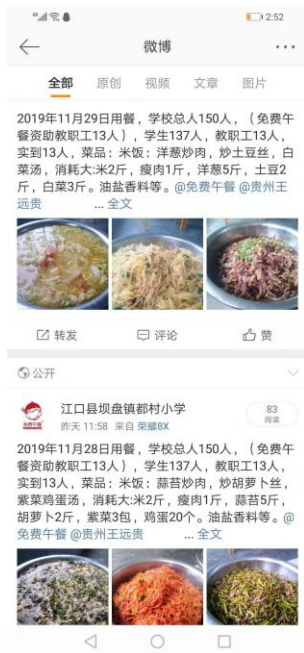 2:52
微博
全部 原创 视频 文章 图片
2019年11月29日用餐，学校总人150人，（免费午
餐资助教职工13人），学生137人，教职工13人，
实到13人，菜品：米饭：洋葱炒肉，炒土豆丝，白
菜汤，消耗大:米2斤，瘦肉1斤，洋葱5斤，土豆2
斤，白菜3斤。油盐香料等。@免费午餐 @贵州王
远贵 ... 全文
转发 评论 赞
公开
江口县坝盘镇都村小学
83
阅读
昨天 11:58 来自 荣耀8X
2019年11月28日用餐，学校总人150人，（免费午
餐资助教职工13人），学生137人，教职工13人，
实到13人，菜品：米饭：蒜苔炒肉，炒胡萝卜丝，
紫菜鸡蛋汤，消耗大:米2斤，瘦肉1斤，蒜苔5斤，
胡萝卜2斤，紫菜3包，鸡蛋20个。油盐香料等。@
免费午餐 @贵州王远贵 ... 全文